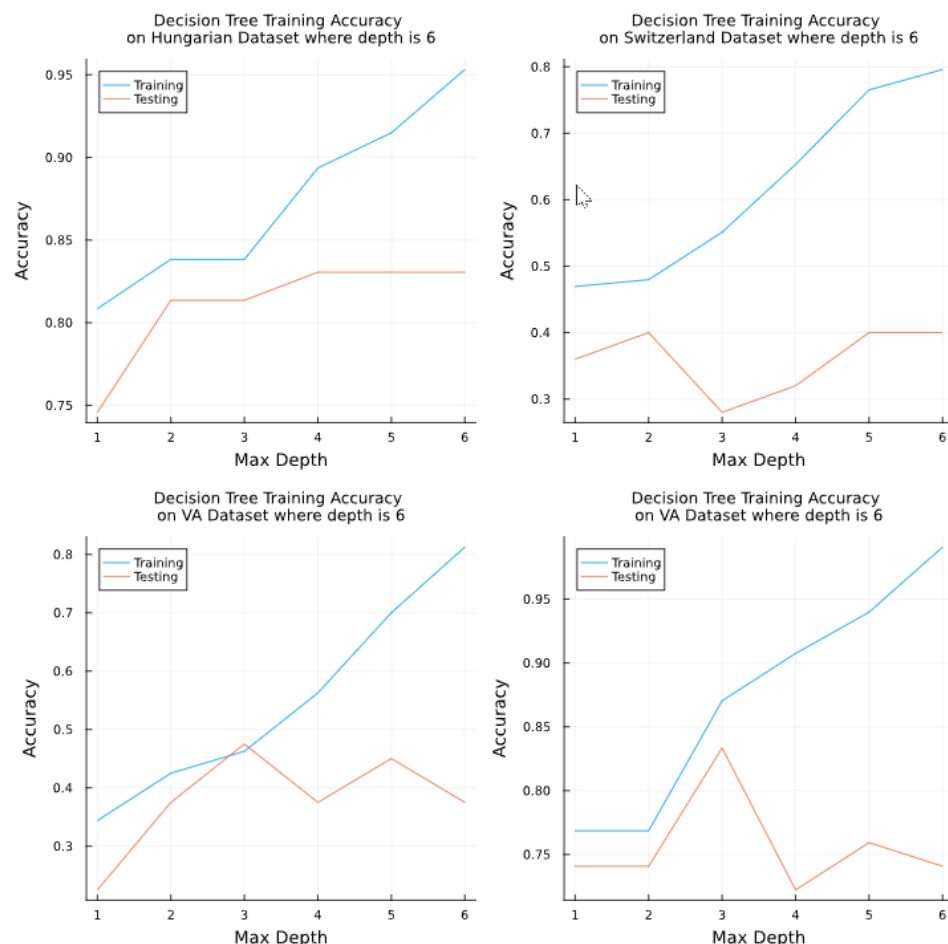 Decision Tree Training Accuracy
on Hungarian Dataset where depth is 6
0.95
0.90
0.85
0.80
0.75
Accuracy
Training
Testing
1 2 3 4 5 6
Max Depth
Decision Tree Training Accuracy
on Switzerland Dataset where depth is 6
0.8
0.7
0.6
0.5
0.4
0.3
Accuracy
Training
Testing
1 2 3 4 5 6
Max Depth
Decision Tree Training Accuracy
on VA Dataset where depth is 6
0.8
0.7
0.6
0.5
0.4
0.3
Accuracy
Training
Testing
1 2 3 4 5 6
Max Depth
Decision Tree Training Accuracy
on VA Dataset where depth is 6
0.95
0.90
0.85
0.80
0.75
Accuracy
Training
Testing
1 2 3 4 5 6
Max Depth